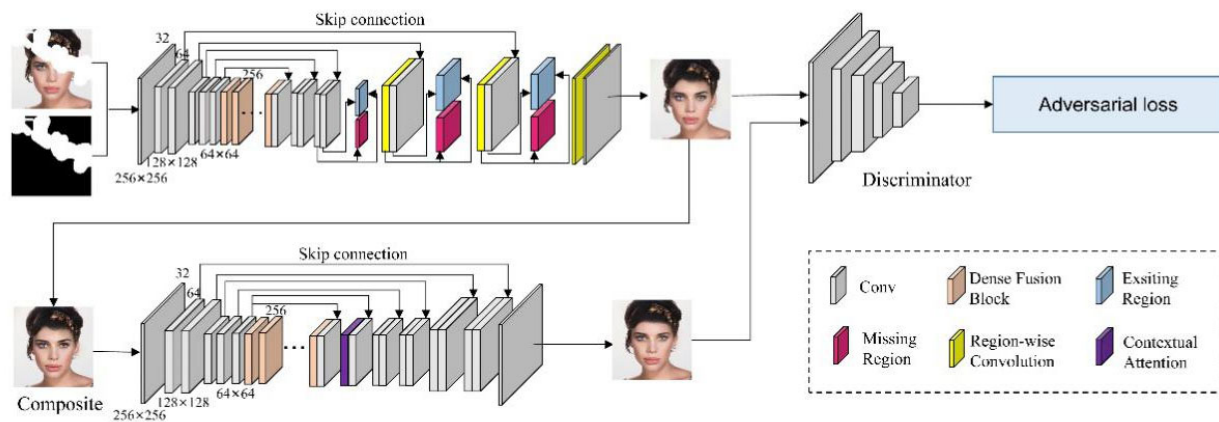 Skip connection
32
64
256
64×64
128×128
256×256
Adversarial loss
Discriminator
Skip connection
32
64
256
64×64
128×128
256×256
Composite
Conv
Dense Fusion
Block
Exsiting
Region
Missing
Region
Region-wise
Convolution
Contextual
Attention